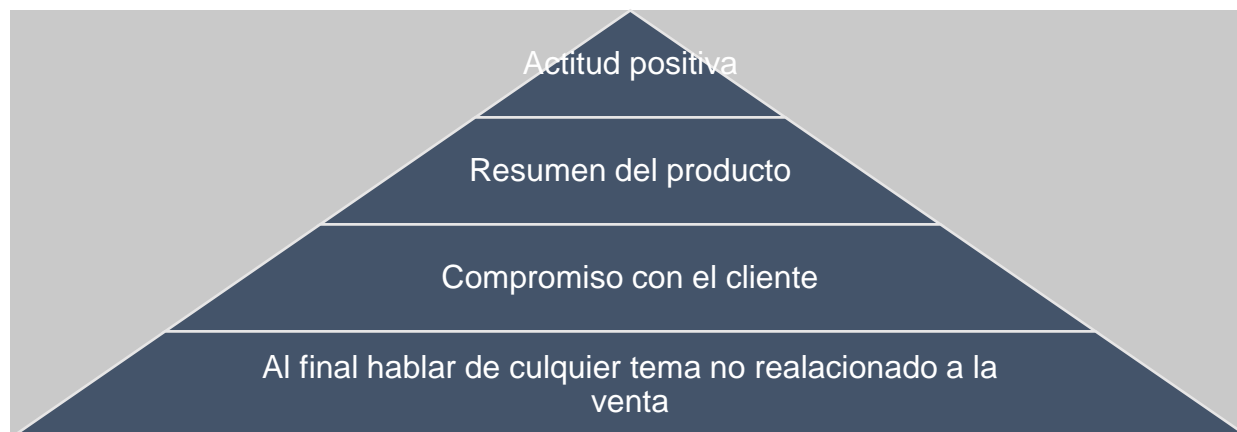 Actitud positiva
Resumen del producto
Compromiso con el cliente
Al final hablar de culquier tema no realacionado a la
venta